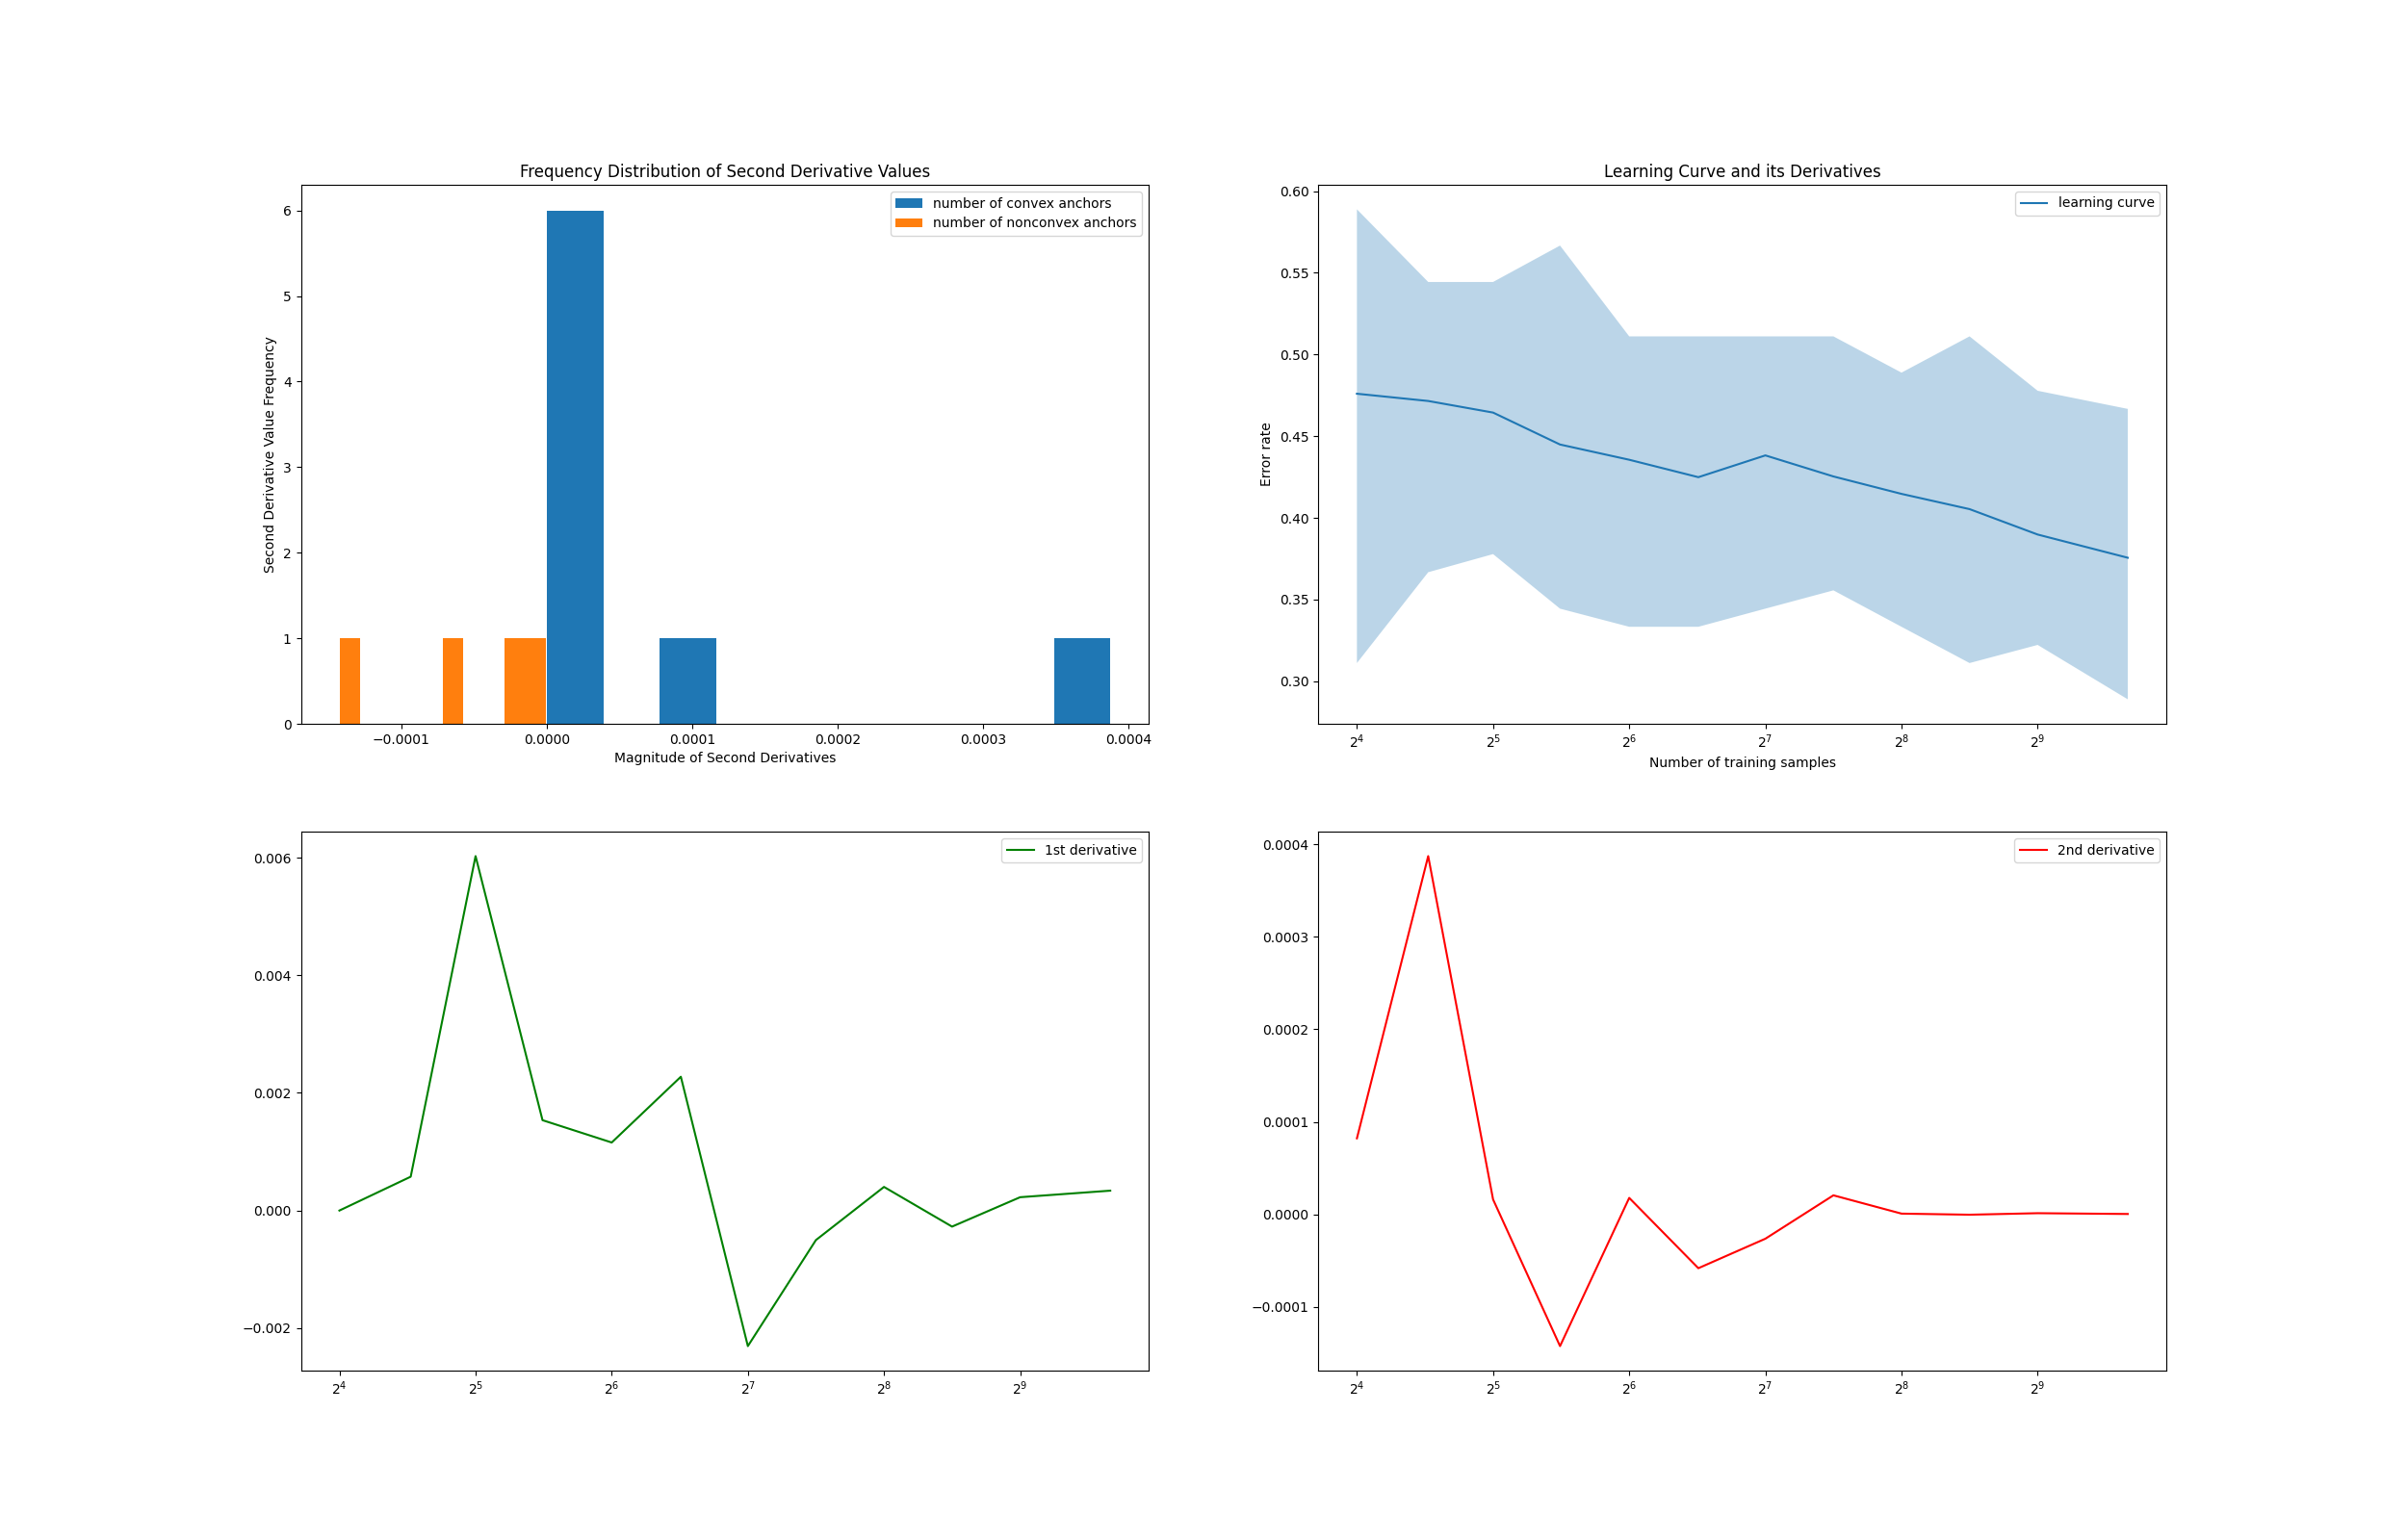 Frequency Distribution of Second Derivative Values
number of convex anchors
number of nonconvex anchors
6
5
4
3
2
1
0
Second Derivative Value Frequency
−0.0001 0.0000 0.0001 0.0002 0.0003 0.0004
Magnitude of Second Derivatives
Learning Curve and its Derivatives
learning curve
0.60
0.55
0.50
0.45
0.40
0.35
0.30
Error rate
2⁴ 2⁵ 2⁶ 2⁷ 2⁸ 2⁹
Number of training samples
1st derivative
0.006
0.004
0.002
0.000
−0.002
2⁴ 2⁵ 2⁶ 2⁷ 2⁸ 2⁹
2nd derivative
0.0004
0.0003
0.0002
0.0001
0.0000
−0.0001
2⁴ 2⁵ 2⁶ 2⁷ 2⁸ 2⁹